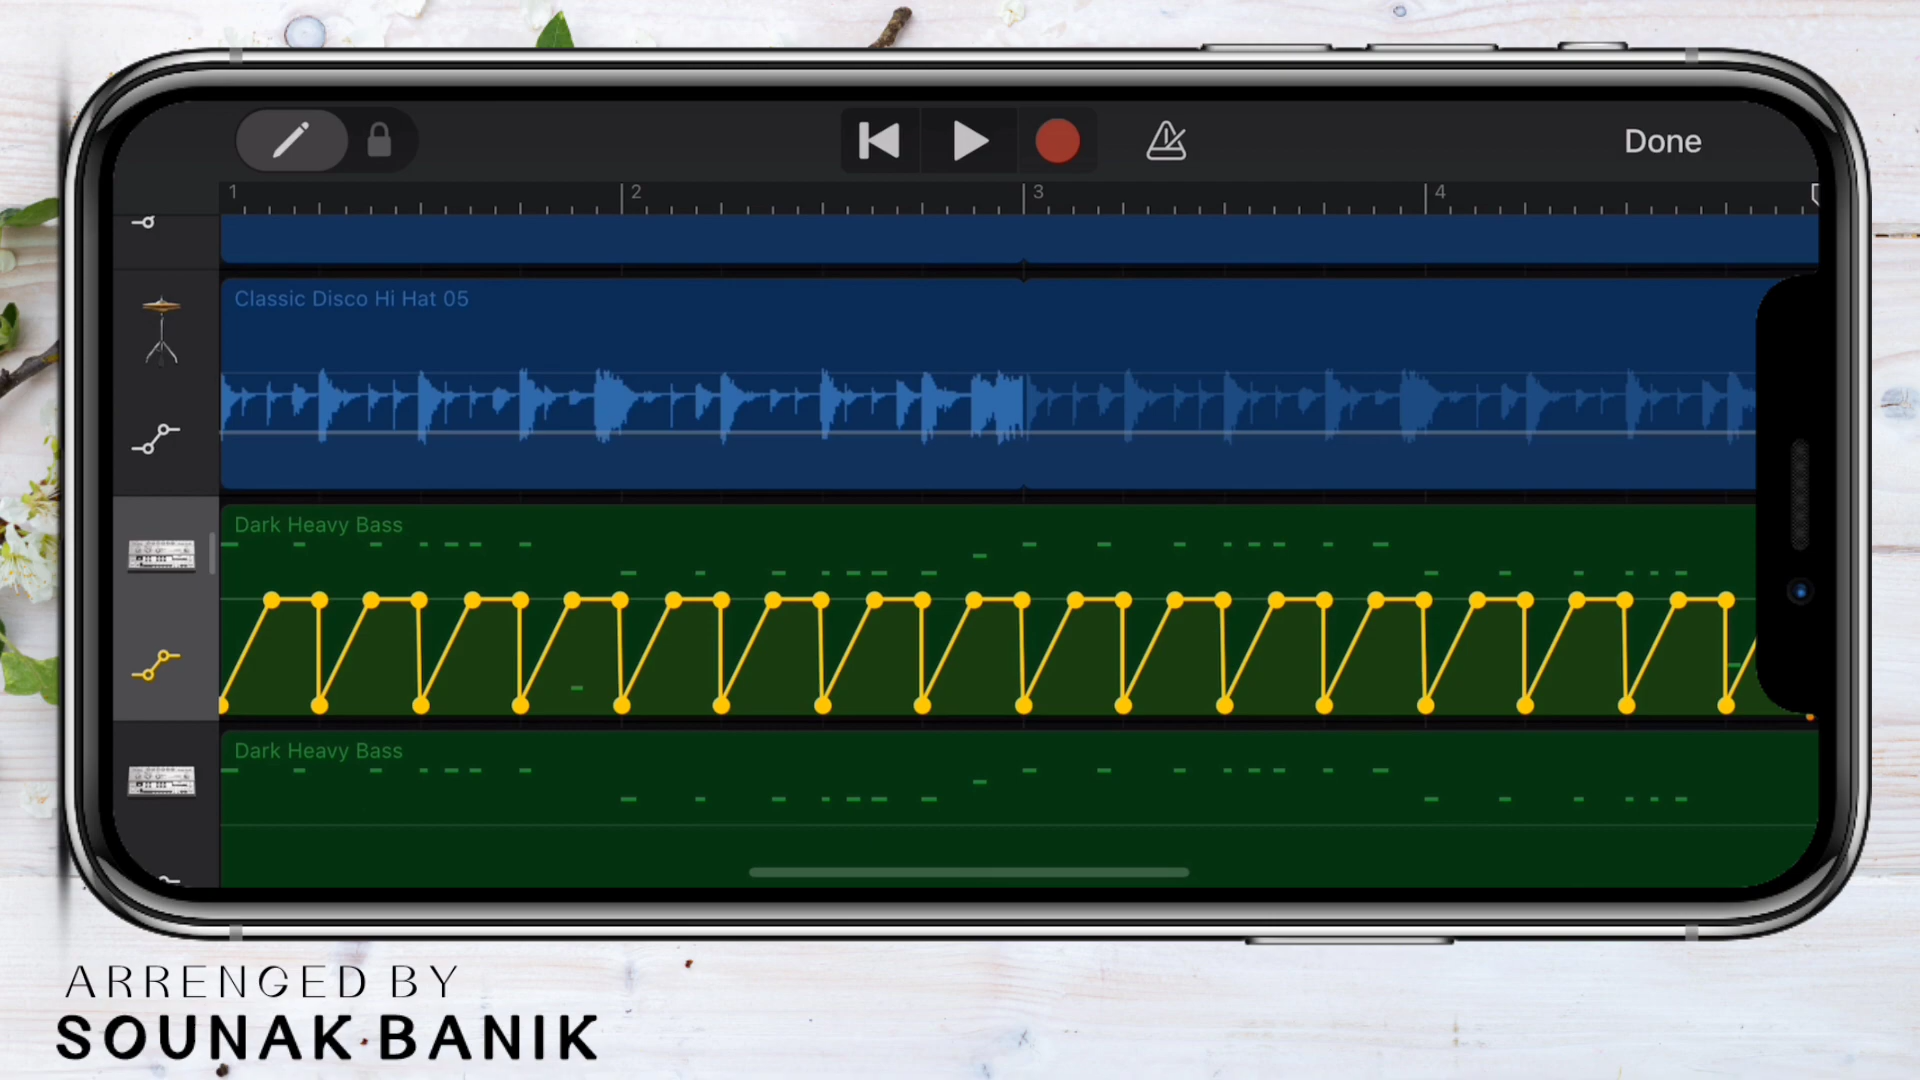 Done
1 2 3 4
Classic Disco Hi Hat 05
Dark Heavy Bass
Dark Heavy Bass
ARRENGED BY
SOUNAK BANIK